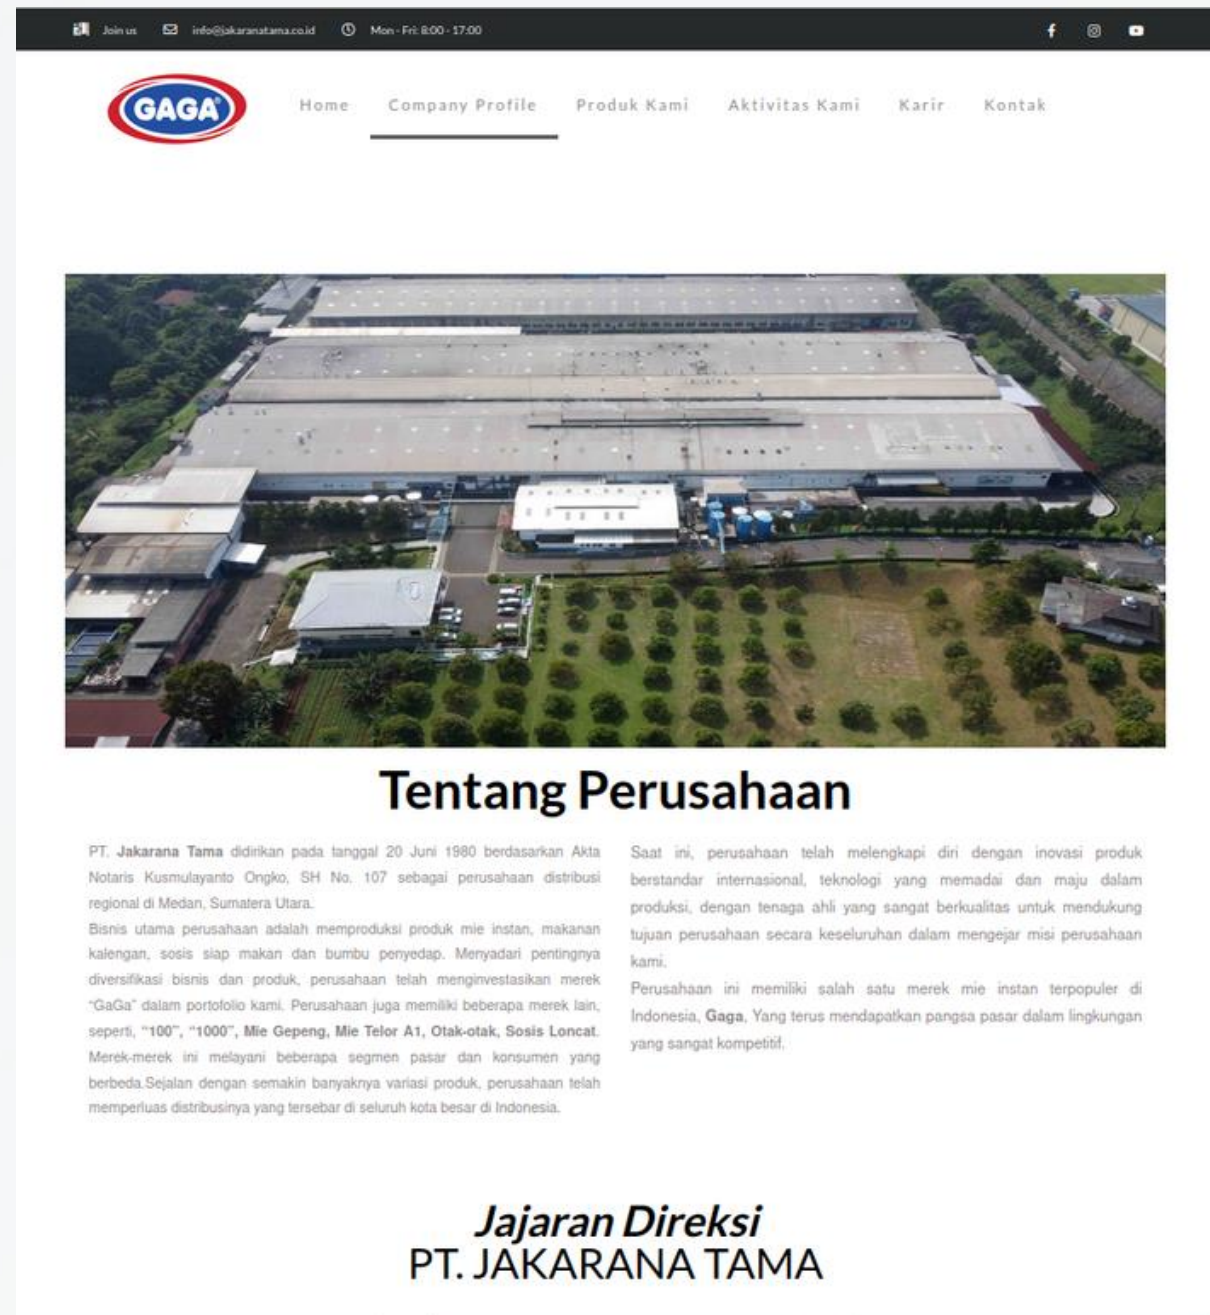 Join us info@jakaranatama.co.id Mon - Fri: 8:00 - 17:00
GAGA
Home Company Profile Produk Kami Aktivitas Kami Karir Kontak
Tentang Perusahaan
PT. Jakarana Tama didirikan pada tanggal 20 Juni 1980 berdasarkan Akta
Notaris Kusmulayanto Ongko, SH No. 107 sebagai perusahaan distribusi
regional di Medan, Sumatera Utara.
Bisnis utama perusahaan adalah memproduksi produk mie instan, makanan
kalengan, sosis siap makan dan bumbu penyedap. Menyadari pentingnya
diversifikasi bisnis dan produk, perusahaan telah menginvestasikan merek
“GaGa” dalam portofolio kami. Perusahaan juga memiliki beberapa merek lain,
seperti, “100”, “1000”, Mie Gepeng, Mie Telor A1, Otak-otak, Sosis Loncat.
Merek-merek ini melayani beberapa segmen pasar dan konsumen yang
berbeda.Sejalan dengan semakin banyaknya variasi produk, perusahaan telah
memperluas distribusinya yang tersebar di seluruh kota besar di Indonesia.
Saat ini, perusahaan telah melengkapi diri dengan inovasi produk
berstandar internasional, teknologi yang memadai dan maju dalam
produksi, dengan tenaga ahli yang sangat berkualitas untuk mendukung
tujuan perusahaan secara keseluruhan dalam mengejar misi perusahaan
kami.
Perusahaan ini memiliki salah satu merek mie instan terpopuler di
Indonesia, Gaga, Yang terus mendapatkan pangsa pasar dalam lingkungan
yang sangat kompetitif.
Jajaran Direksi
PT. JAKARANA TAMA